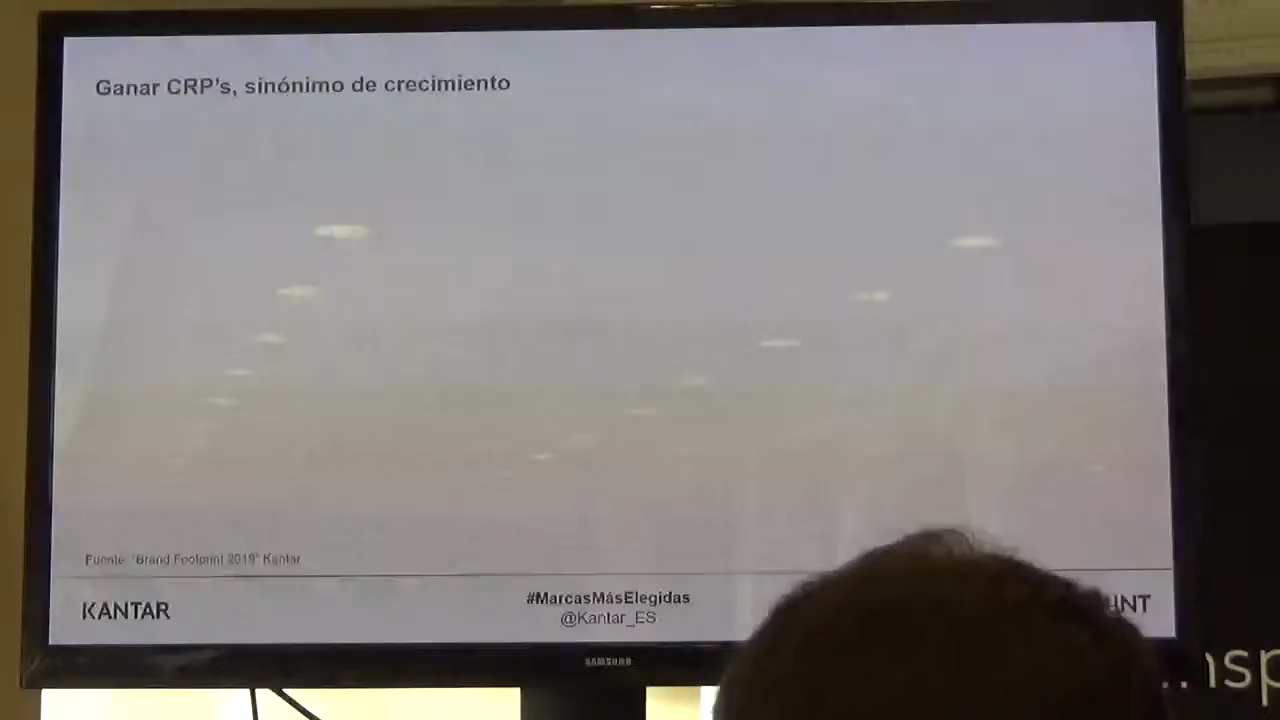 Ganar CRP's, sinónimo de crecimiento
Fuente: "Brand Footprint 2019" Kantar
KANTAR
#MarcasMásElegidas
@Kantar_ES
SAMSUNG